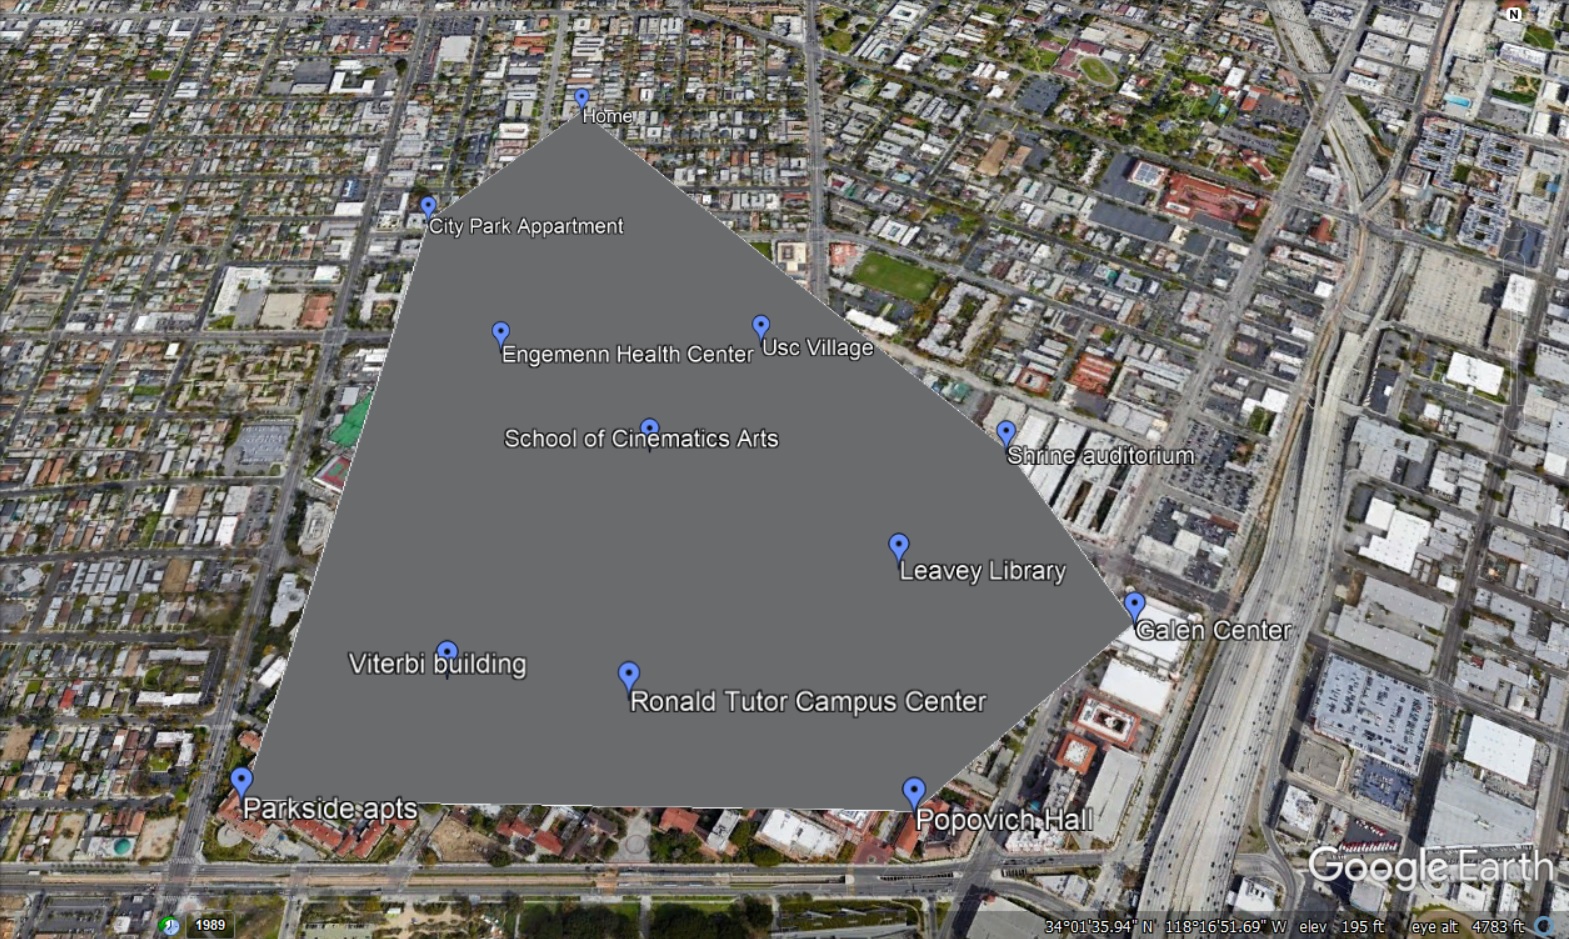 N
Home
City Park Appartment
Engemenn Health Center
Usc Village
School of Cinematics Arts
Shrine auditorium
Leavey Library
Galen Center
Viterbi building
Ronald Tutor Campus Center
Parkside apts
Popovich Hall
Google Earth
1989
34°01'35.94" N 118°16'51.69" W elev 195 ft eye alt 4783 ft